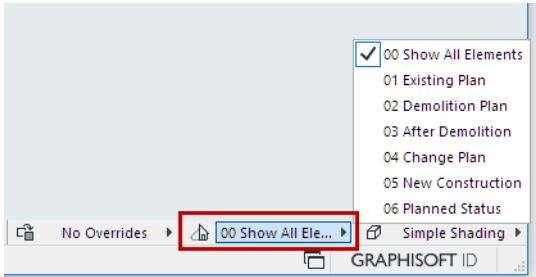 00 Show All Elements
01 Existing Plan
02 Demolition Plan
03 After Demolition
04 Change Plan
05 New Construction
06 Planned Status
No Overrides
00 Show All Ele...
Simple Shading
GRAPHISOFT ID